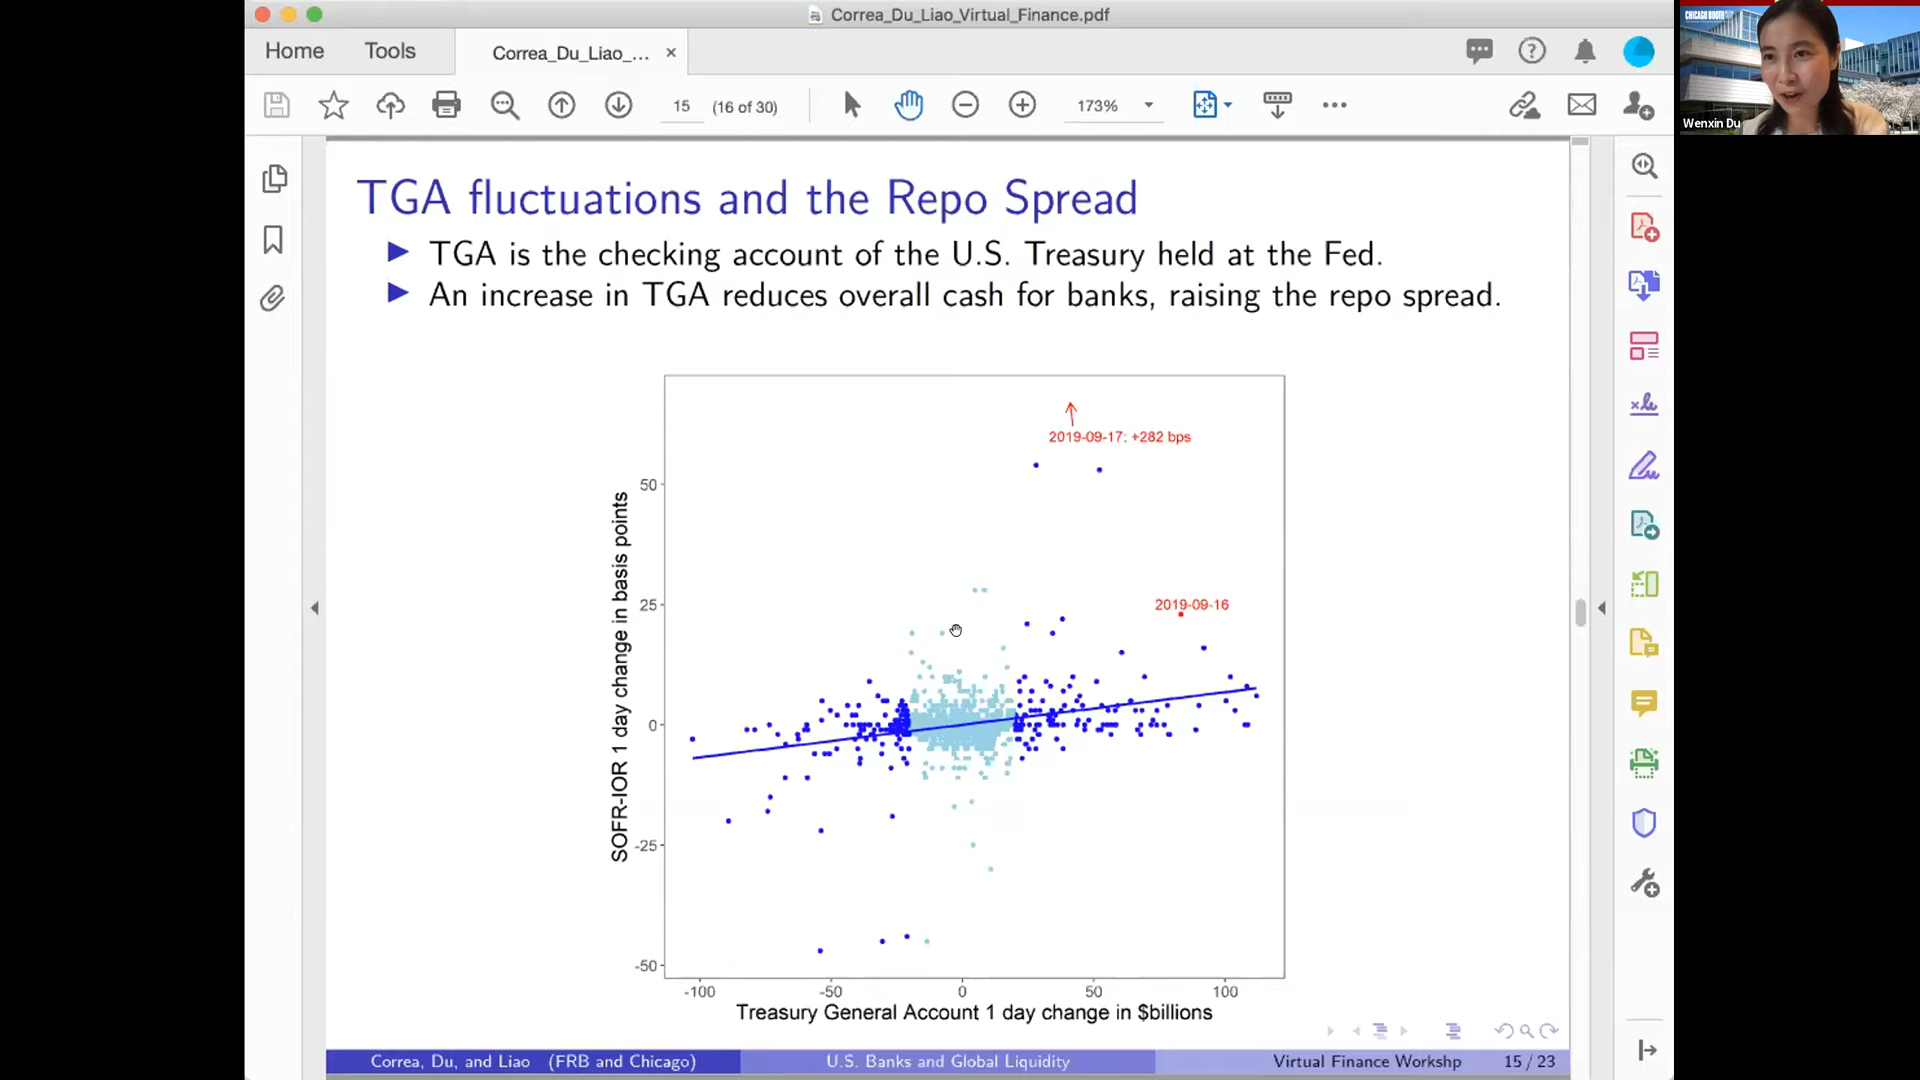 Correa_Du_Liao_Virtual_Finance.pdf
Home
Tools
Correa_Du_Liao_... ×
15
(16 of 30)
173%
CHICAGO BOOTH
Wenxin Du
TGA fluctuations and the Repo Spread
TGA is the checking account of the U.S. Treasury held at the Fed.
An increase in TGA reduces overall cash for banks, raising the repo spread.
2019-09-17: +282 bps
2019-09-16
SOFR-IOR 1 day change in basis points
50
25
0
-25
-50
-100
-50
0
50
100
Treasury General Account 1 day change in $billions
Correa, Du, and Liao (FRB and Chicago)
U.S. Banks and Global Liquidity
Virtual Finance Workshp
15 / 23